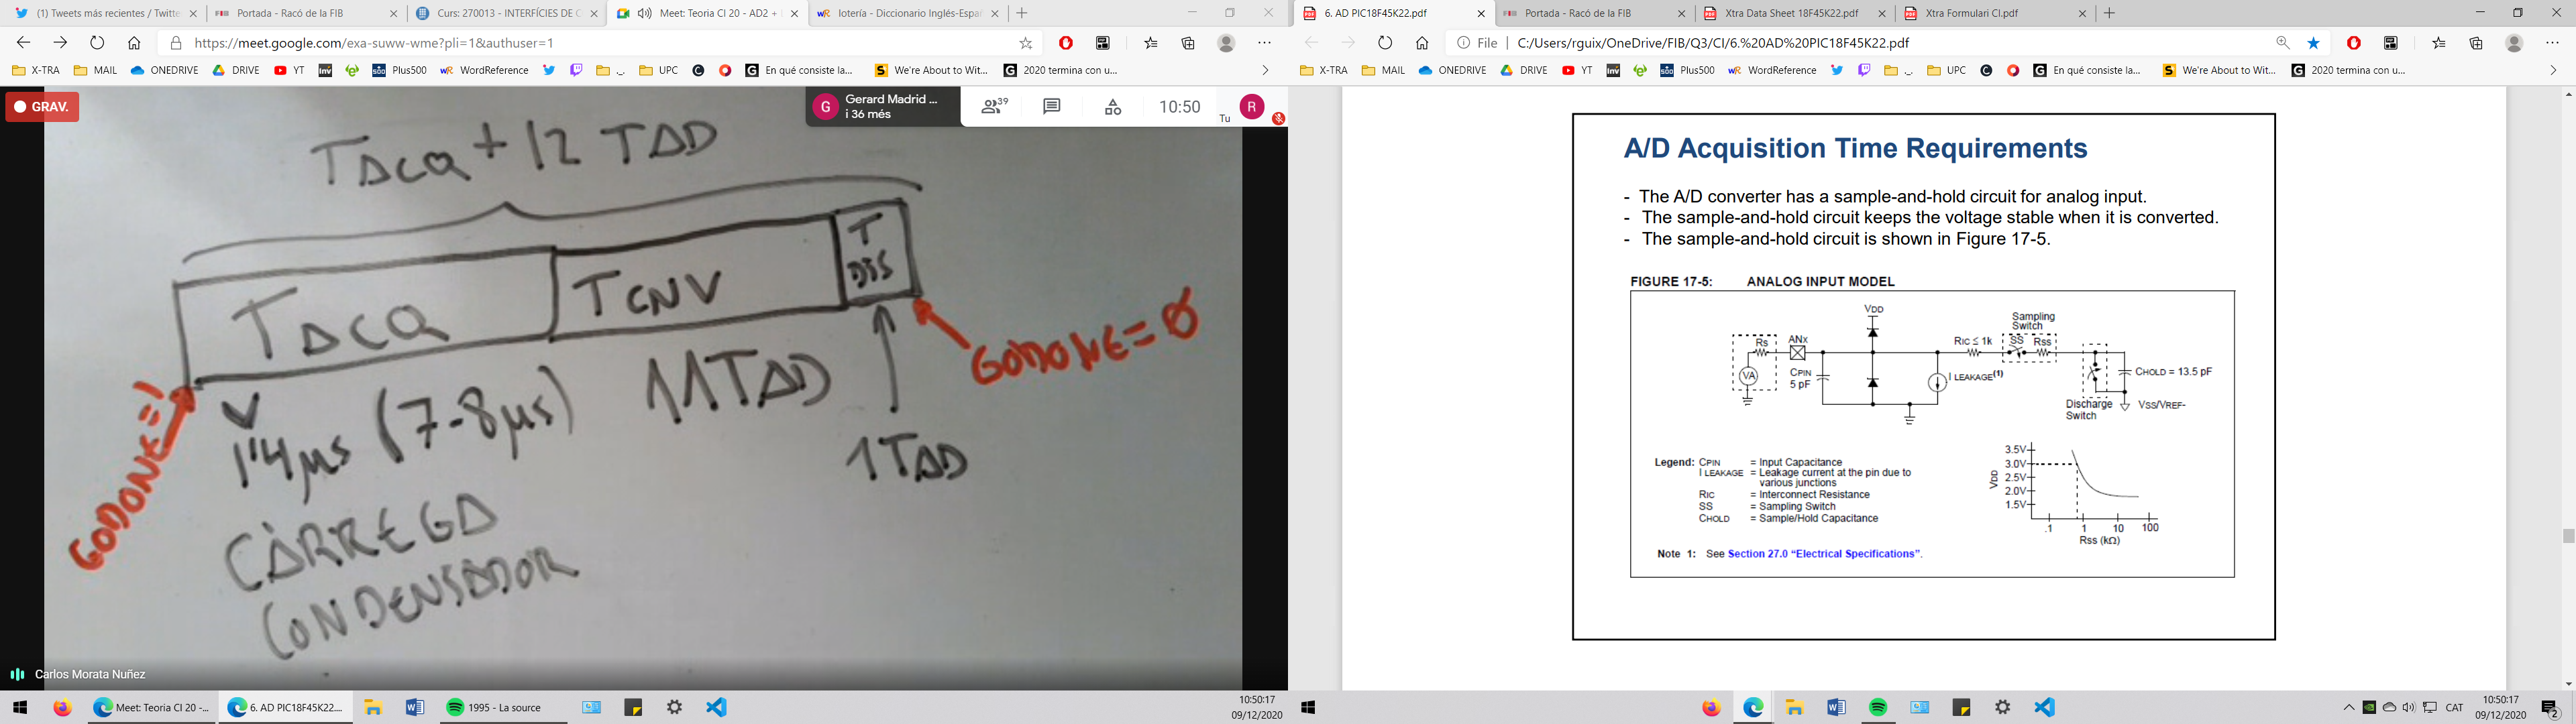 (1) Tweets más recientes / Twitte
Portada - Racó de la FIB
Curs: 270013 - INTERFÍCIES DE C
Meet: Teoria CI 20 - AD2 +
lotería - Diccionario Inglés-Españ
https://meet.google.com/exa-suww-wme?pli=1&authuser=1
X-TRA
MAIL
ONEDRIVE
DRIVE
YT
Inv
Plus500
WordReference
UPC
En qué consiste la...
We're About to Wit...
2020 termina con u...
GRAV.
Gerard Madrid ...
i 36 més
39
10:50
Tu
R
TACQ + 12 TAD
TACQ
TCNV
T
DIS
GODONE=1
GODONE=0
1'4μs (7-8μs)
11TAD
1TAD
CÀRREGA
CONDENSADOR
Carlos Morata Nuñez
Meet: Teoria CI 20 -...
6. AD PIC18F45K22....
1995 - La source
10:50:17
09/12/2020
6. AD PIC18F45K22.pdf
Portada - Racó de la FIB
Xtra Data Sheet 18F45K22.pdf
Xtra Formulari CI.pdf
File
C:/Users/rguix/OneDrive/FIB/Q3/CI/6.%20AD%20PIC18F45K22.pdf
X-TRA
MAIL
ONEDRIVE
DRIVE
YT
Inv
Plus500
WordReference
UPC
En qué consiste la...
We're About to Wit...
2020 termina con u...
A/D Acquisition Time Requirements
- The A/D converter has a sample-and-hold circuit for analog input.
- The sample-and-hold circuit keeps the voltage stable when it is converted.
- The sample-and-hold circuit is shown in Figure 17-5.
FIGURE 17-5: ANALOG INPUT MODEL
VDD
Sampling
Switch
Rs
ANx
RIC ≤ 1k
SS
Rss
VA
CPIN
5 pF
I LEAKAGE(1)
CHOLD = 13.5 pF
Discharge
Switch
VSS/VREF-
Legend: CPIN = Input Capacitance
I LEAKAGE = Leakage current at the pin due to
various junctions
RIC = Interconnect Resistance
SS = Sampling Switch
CHOLD = Sample/Hold Capacitance
VDD
3.5V
3.0V
2.5V
2.0V
1.5V
.1 1 10 100
Rss (kΩ)
Note 1: See Section 27.0 “Electrical Specifications”.
CAT
10:50:17
09/12/2020
2